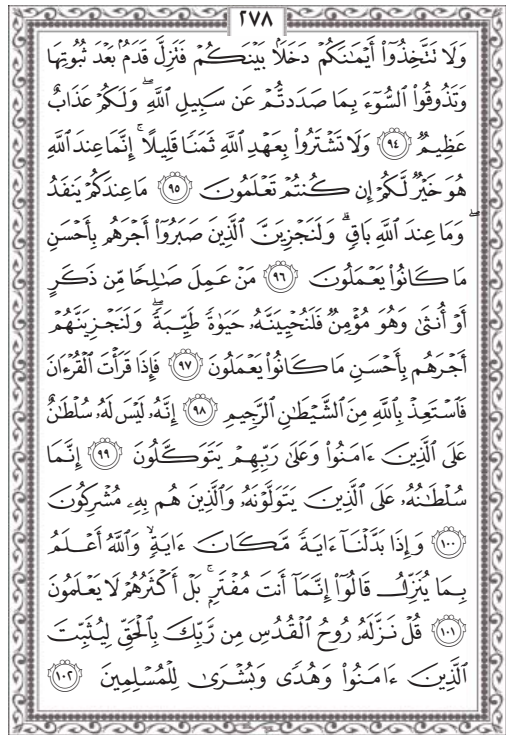 ٢٧٨
وَلَا تَتَّخِذُوٓا۟ أَيْمَـٰنَكُمْ دَخَلًۢا بَيْنَكُمْ فَتَزِلَّ قَدَمٌۢ بَعْدَ ثُبُوتِهَا
وَتَذُوقُوا۟ ٱلسُّوٓءَ بِمَا صَدَدتُّمْ عَن سَبِيلِ ٱللَّهِ ۖ وَلَكُمْ عَذَابٌ
عَظِيمٌ ٩٤ وَلَا تَشْتَرُوا۟ بِعَهْدِ ٱللَّهِ ثَمَنًا قَلِيلًا ۚ إِنَّمَا عِندَ ٱللَّهِ
هُوَ خَيْرٌ لَّكُمْ إِن كُنتُمْ تَعْلَمُونَ ٩٥ مَا عِندَكُمْ يَنفَدُ
ۖ وَمَا عِندَ ٱللَّهِ بَاقٍ ۗ وَلَنَجْزِيَنَّ ٱلَّذِينَ صَبَرُوٓا۟ أَجْرَهُم بِأَحْسَنِ
مَا كَانُوا۟ يَعْمَلُونَ ٩٦ مَنْ عَمِلَ صَـٰلِحًا مِّن ذَكَرٍ
أَوْ أُنثَىٰ وَهُوَ مُؤْمِنٌ فَلَنُحْيِيَنَّهُۥ حَيَوٰةً طَيِّبَةً ۖ وَلَنَجْزِيَنَّهُمْ
أَجْرَهُم بِأَحْسَنِ مَا كَانُوا۟ يَعْمَلُونَ ٩٧ فَإِذَا قَرَأْتَ ٱلْقُرْءَانَ
فَٱسْتَعِذْ بِٱللَّهِ مِنَ ٱلشَّيْطَـٰنِ ٱلرَّجِيمِ ٩٨ إِنَّهُۥ لَيْسَ لَهُۥ سُلْطَـٰنٌ
عَلَى ٱلَّذِينَ ءَامَنُوا۟ وَعَلَىٰ رَبِّهِمْ يَتَوَكَّلُونَ ٩٩ إِنَّمَا
سُلْطَـٰنُهُۥ عَلَى ٱلَّذِينَ يَتَوَلَّوْنَهُۥ وَٱلَّذِينَ هُم بِهِۦ مُشْرِكُونَ
١٠٠ وَإِذَا بَدَّلْنَآ ءَايَةً مَّكَانَ ءَايَةٍ ۙ وَٱللَّهُ أَعْلَمُ
بِمَا يُنَزِّلُ قَالُوٓا۟ إِنَّمَآ أَنتَ مُفْتَرٍۭ ۚ بَلْ أَكْثَرُهُمْ لَا يَعْلَمُونَ
١٠١ قُلْ نَزَّلَهُۥ رُوحُ ٱلْقُدُسِ مِن رَّبِّكَ بِٱلْحَقِّ لِيُثَبِّتَ
ٱلَّذِينَ ءَامَنُوا۟ وَهُدًى وَبُشْرَىٰ لِلْمُسْلِمِينَ ١٠٢